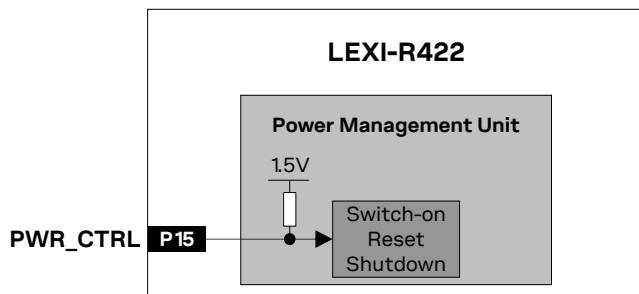 LEXI-R422
Power Management Unit
1.5V
PWR_CTRL P15
Switch-on
Reset
Shutdown